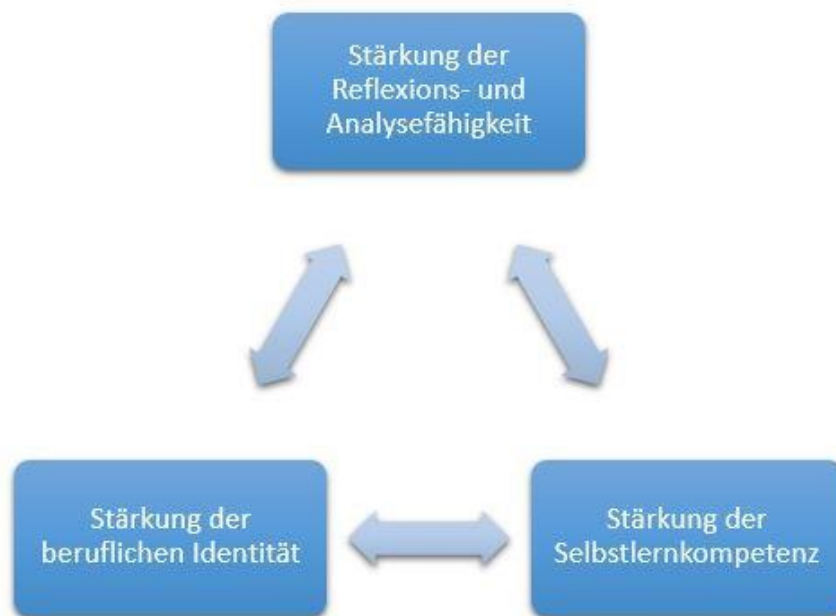 Stärkung der
Reflexions- und
Analysefähigkeit
Stärkung der
beruflichen Identität
Stärkung der
Selbstlernkompetenz